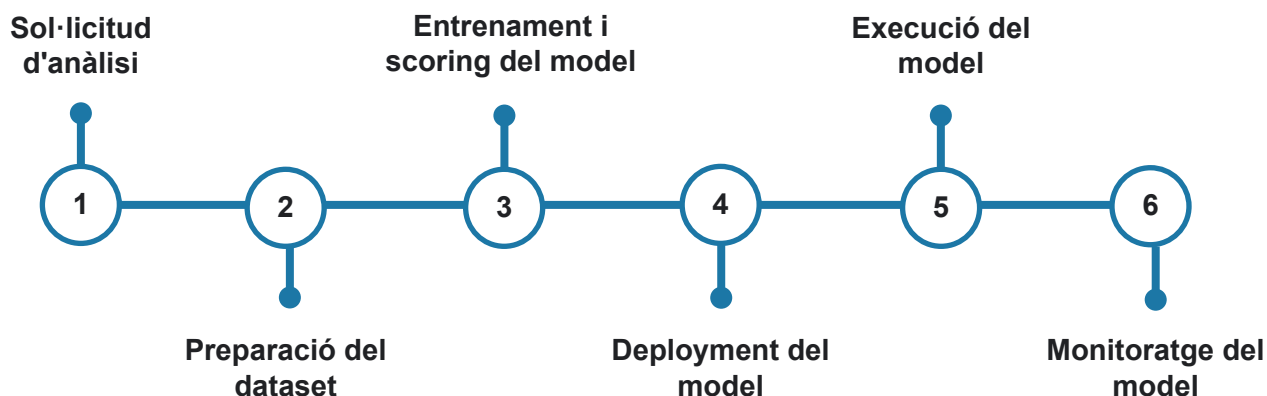 Sol·licitud
d'anàlisi
Entrenament i
scoring del model
Execució del
model
1
2
3
4
5
6
Preparació del
dataset
Deployment del
model
Monitoratge del
model